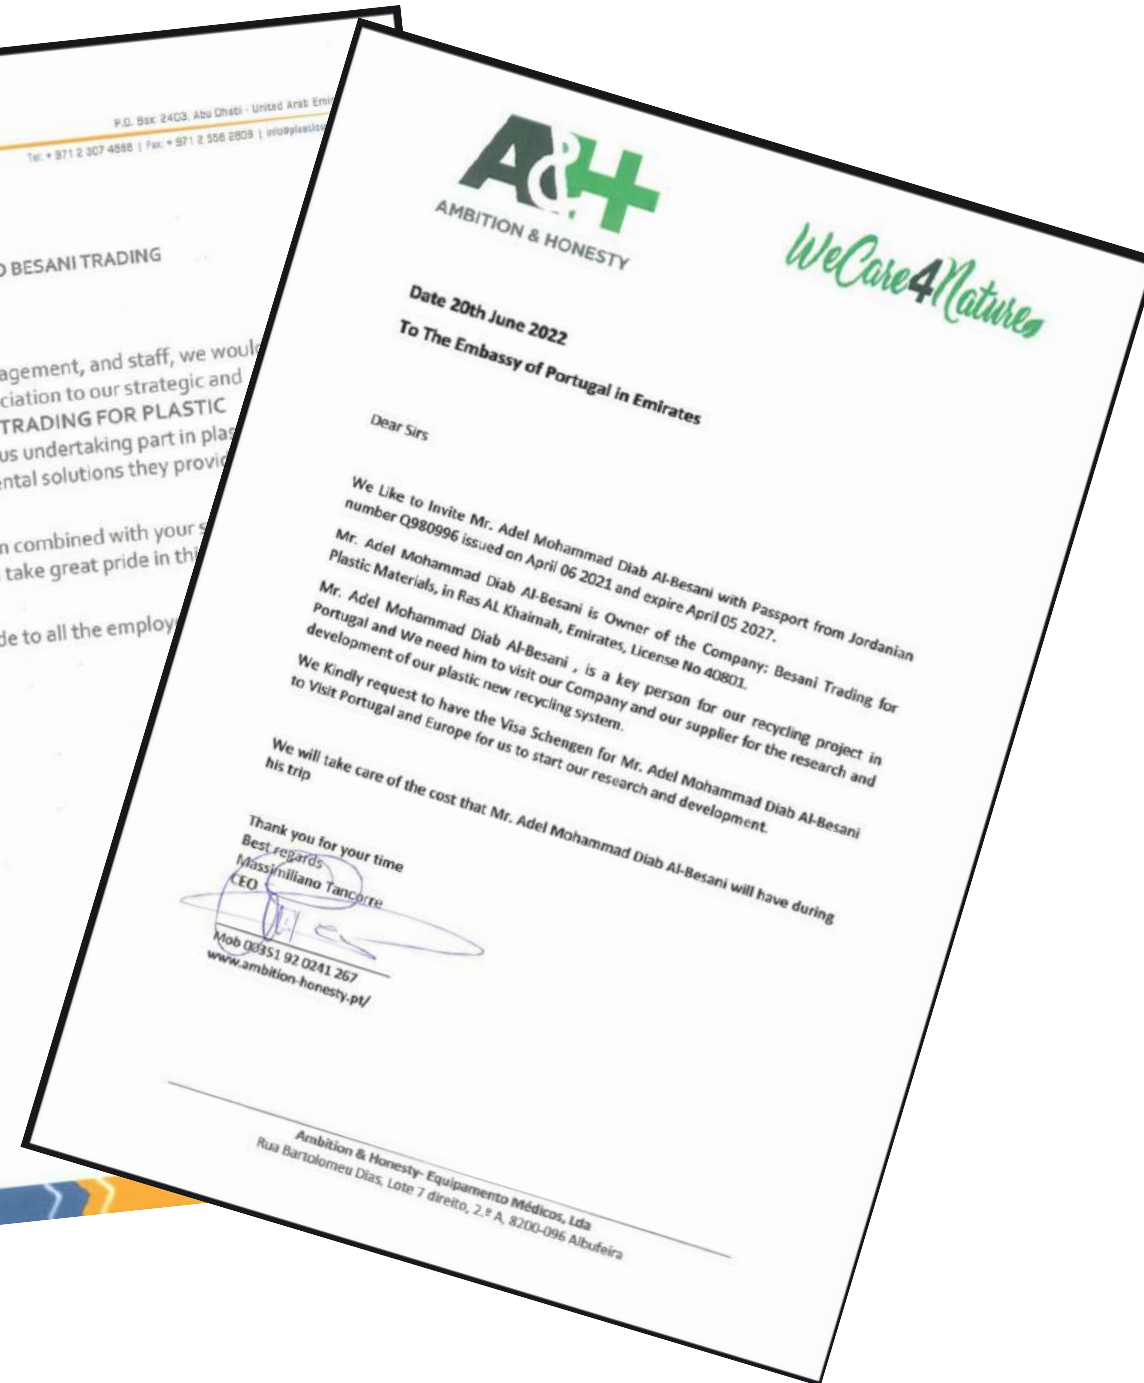 P.O. Box: 2403, Abu Dhabi - United Arab
Tel: + 971 2 307 4888 | Fax: + 971 2 556 2809 |
BESANI TRADING
agement, and staff, we would
ciation to our strategic and
TRADING FOR PLASTIC
us undertaking part in plas
ental solutions they provid
n combined with your s
take great pride in thi
de to all the employ
A&H
AMBITION & HONESTY
WeCare4Nature
Date 20th June 2022
To The Embassy of Portugal in Emirates
Dear Sirs
We Like to Invite Mr. Adel Mohammad Diab Al-Besani with Passport from Jordanian
number Q980996 issued on April 06 2021 and expire April 05 2027.
Mr. Adel Mohammad Diab Al-Besani is Owner of the Company: Besani Trading for
Plastic Materials, in Ras AL Khaimah, Emirates, License No 40801.
Mr. Adel Mohammad Diab Al-Besani , is a key person for our recycling project in
Portugal and We need him to visit our Company and our supplier for the research and
development of our plastic new recycling system.
We Kindly request to have the Visa Schengen for Mr. Adel Mohammad Diab Al-Besani
to Visit Portugal and Europe for us to start our research and development.
We will take care of the cost that Mr. Adel Mohammad Diab Al-Besani will have during
his trip
Thank you for your time
Best regards
Massimiliano Tancorre
CEO
Mob 00351 92 0241 267
www.ambition-honesty.pt/
Ambition & Honesty- Equipamento Médicos, Lda
Rua Bartolomeu Dias, Lote 7 direito, 2.º A, 8200-096 Albufeira